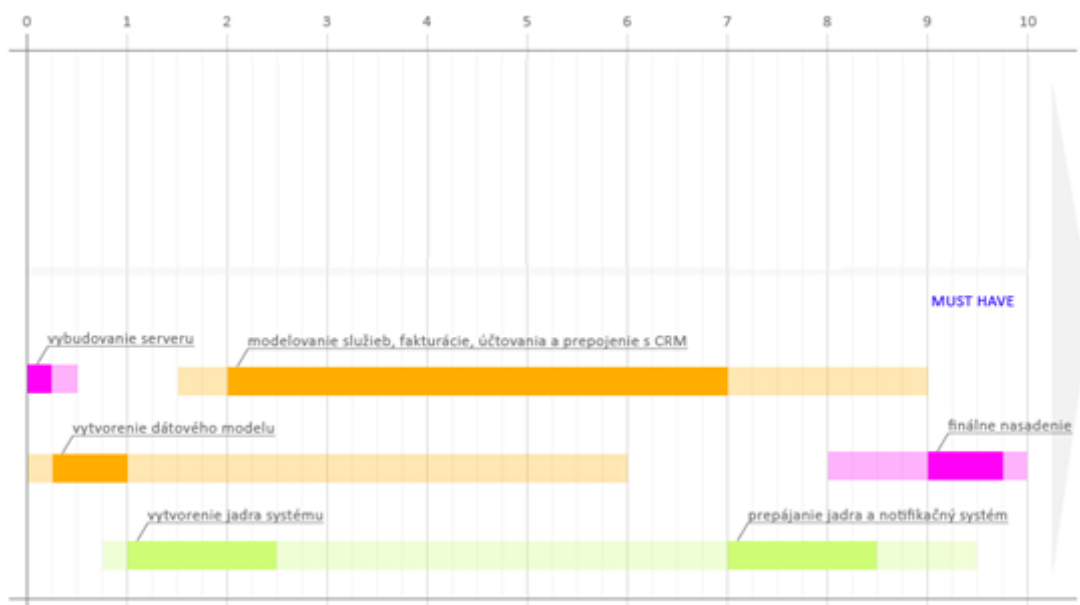 0 1 2 3 4 5 6 7 8 9 10
MUST HAVE
vybudovanie serveru
modelovanie služieb, fakturácie, účtovania a prepojenie s CRM
vytvorenie dátového modelu
finálne nasadenie
vytvorenie jadra systému
prepájanie jadra a notifikačný systém